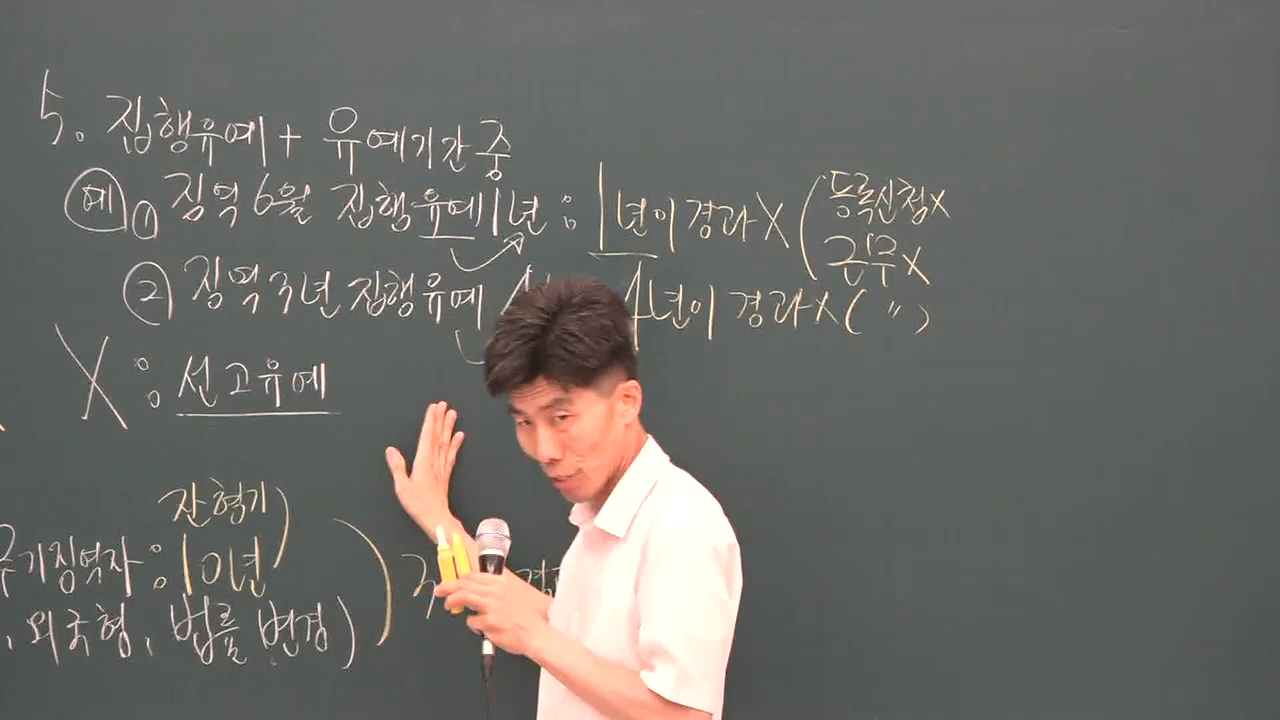 5. 집행유예 + 유예기간 중
예 ① 징역 6월 집행유예 1년 : 1년이 경과 X ( 등록신청 X
근무 X
② 징역 3년 집행유예 4년이 경과 X ( 〃 )
X : 선고유예
잔형기 )
기징역자 : 10년
, 외국형, 법률 변경 )